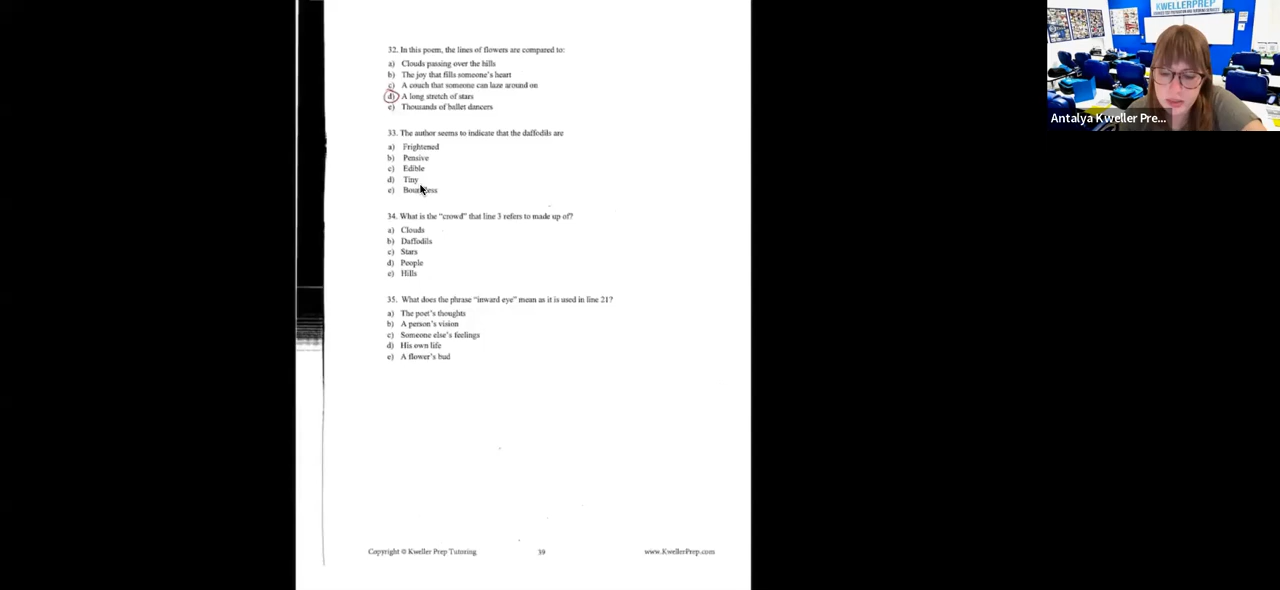 32. In this poem, the lines of flowers are compared to:
a) Clouds passing over the hills
b) The joy that fills someone's heart
c) A couch that someone can laze around on
d) A long stretch of stars
e) Thousands of ballet dancers
33. The author seems to indicate that the daffodils are
a) Frightened
b) Pensive
c) Edible
d) Tiny
e)
34. What is the "crowd" that line 3 refers to made up of?
a) Clouds
b) Daffodils
c) Stars
d) People
e) Hills
35. What does the phrase "inward eye" mean as it is used in line 21?
a) The poet's thoughts
b) A person's vision
c) Someone else's feelings
d) His own life
e) A flower's bud
Copyright © Kweller Prep Tutoring 39 www.KwellerPrep.com
KWELLERPREP
Antalya Kweller Pre...